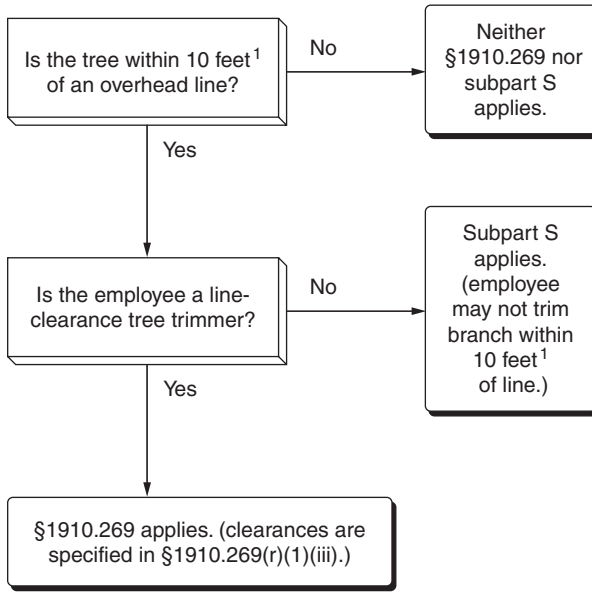 Is the tree within 10 feet¹
of an overhead line?
No
Neither
§1910.269 nor
subpart S
applies.
Yes
Is the employee a line-
clearance tree trimmer?
No
Subpart S
applies.
(employee
may not trim
branch within
10 feet¹
of line.)
Yes
§1910.269 applies. (clearances are
specified in §1910.269(r)(1)(iii).)